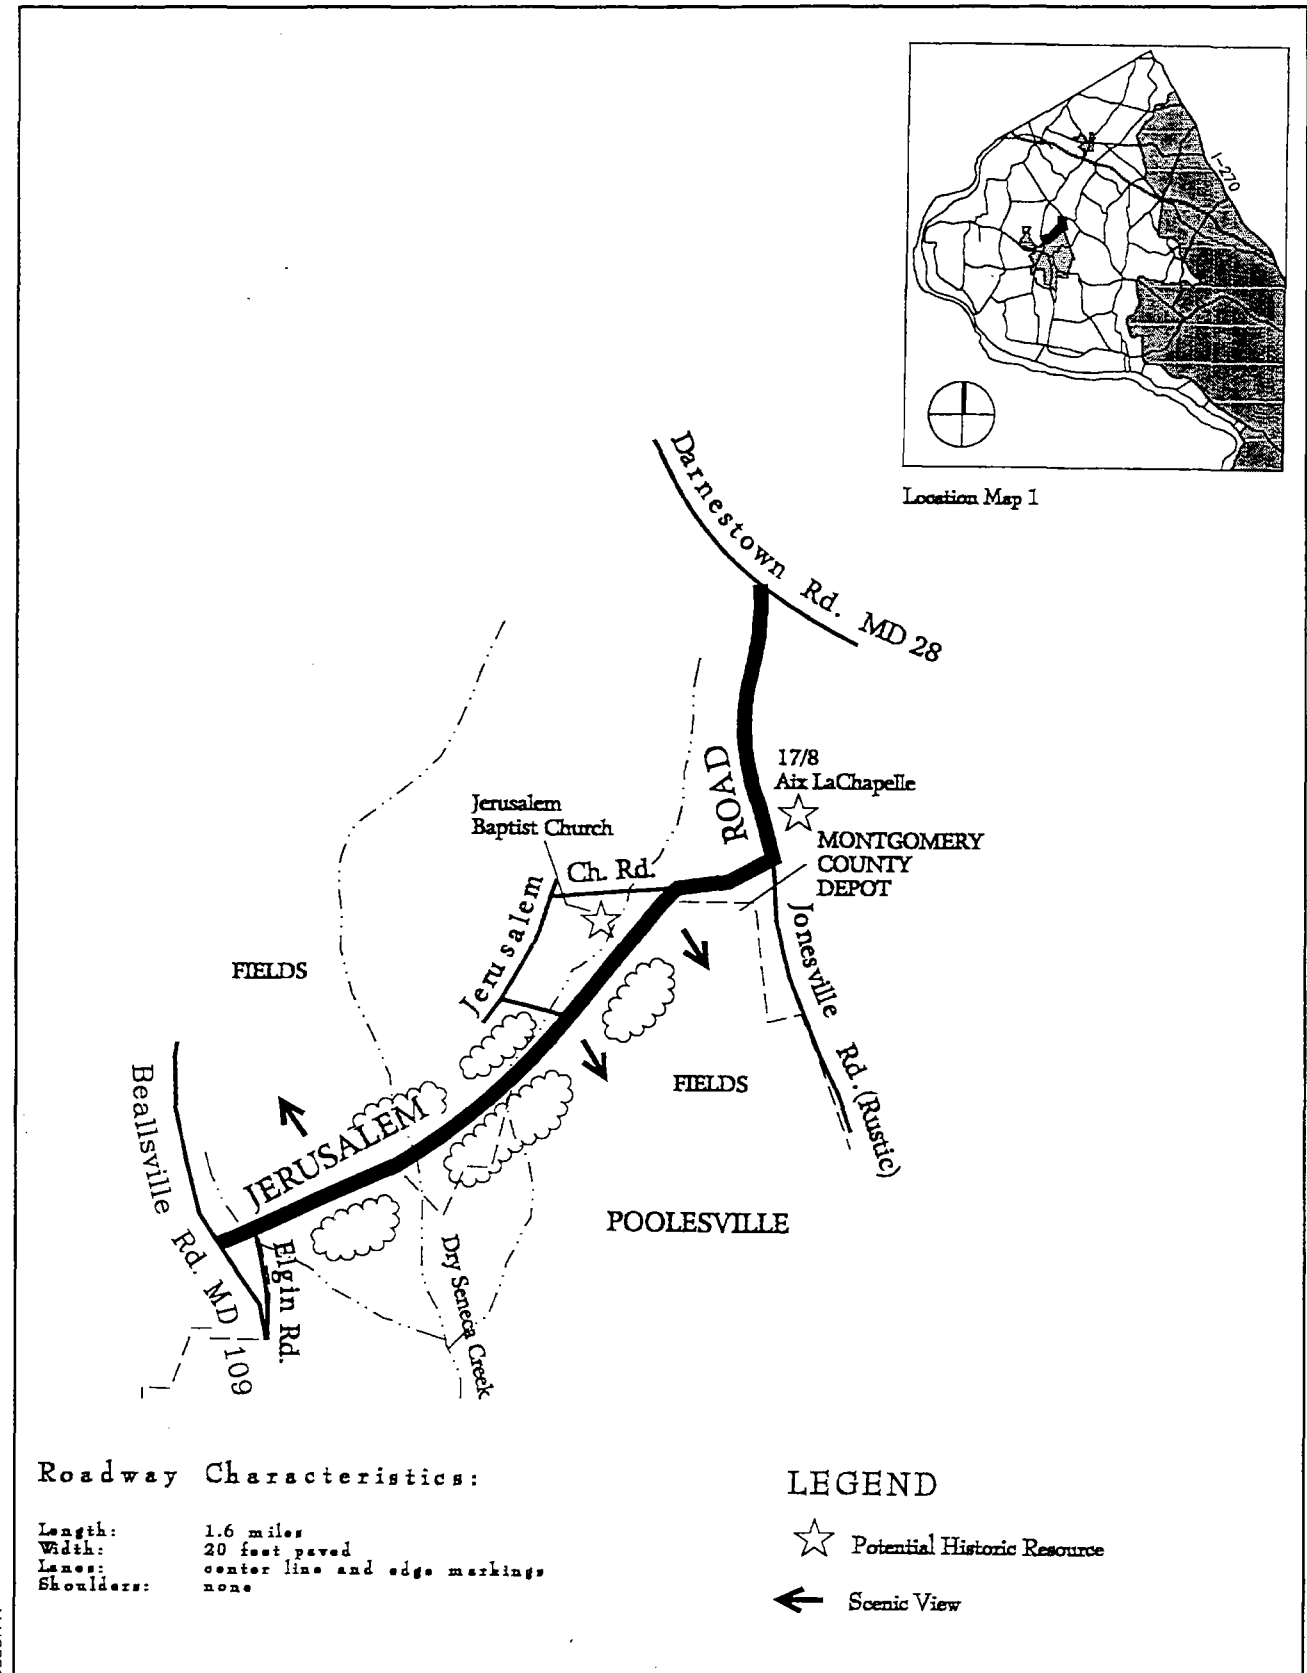 I-270
Location Map 1
Darnestown Rd. MD 28
ROAD
17/8
Aix LaChapelle
Jerusalem
Baptist Church
MONTGOMERY
COUNTY
DEPOT
Ch. Rd.
Jerusalem
Jonesville Rd. (Rustic)
FIELDS
FIELDS
Beallsville Rd. MD 109
JERUSALEM
POOLESVILLE
Elgin Rd.
Dry Seneca Creek
Roadway Characteristics:
Length: 1.6 miles
Width: 20 feet paved
Lanes: center line and edge markings
Shoulders: none
LEGEND
Potential Historic Resource
Scenic View